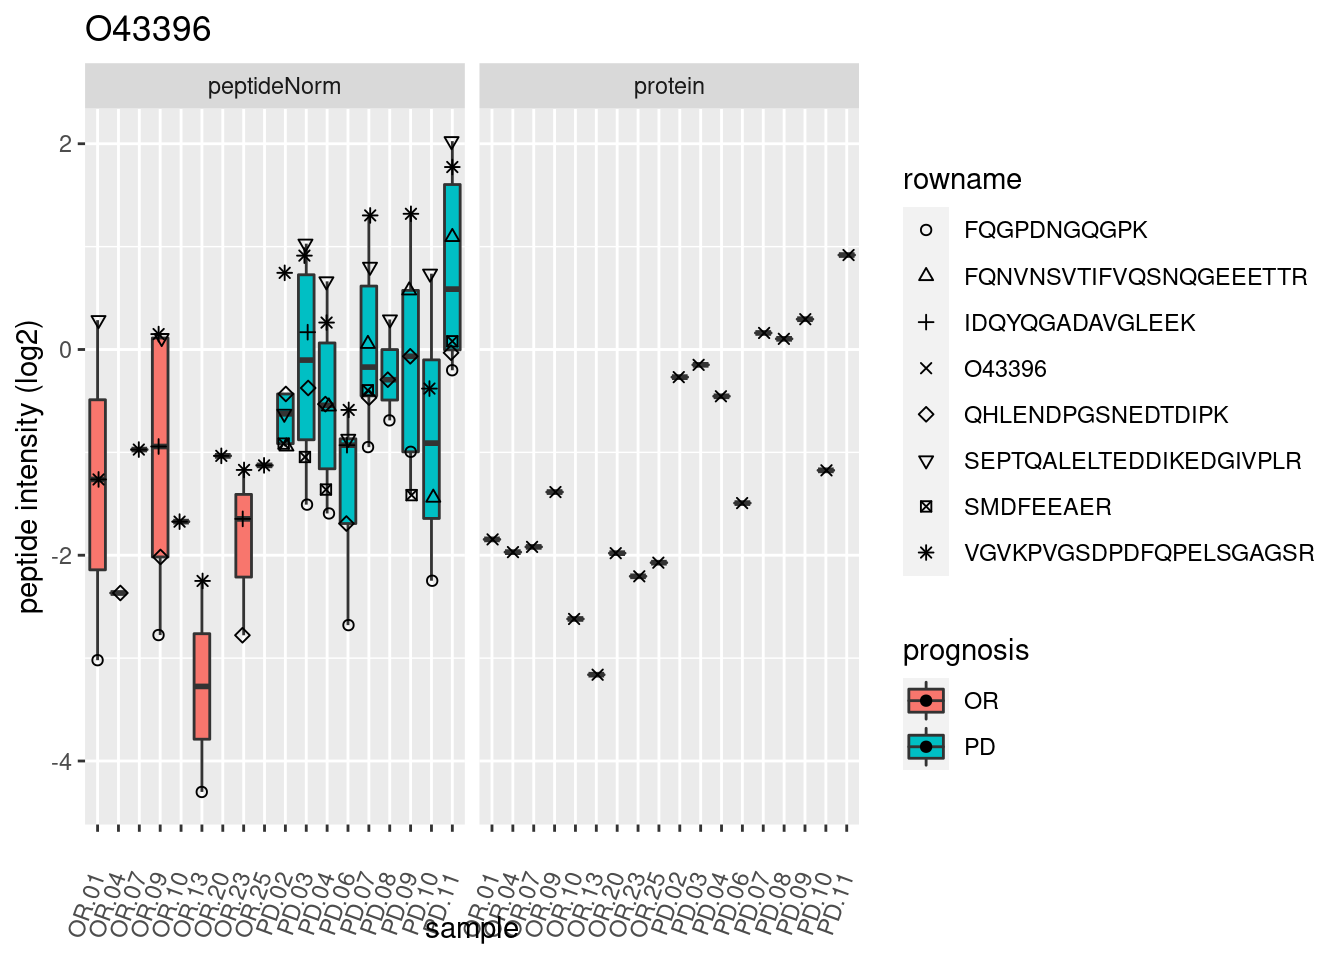 O43396
peptideNorm
protein
2
0
-2
-4
peptide intensity (log2)
OR.01
OR.04
OR.07
OR.09
OR.10
OR.13
OR.20
OR.23
OR.25
PD.02
PD.03
PD.04
PD.06
PD.07
PD.08
PD.09
PD.10
PD.11
OR.01
OR.04
OR.07
OR.09
OR.10
OR.13
OR.20
OR.23
OR.25
PD.02
PD.03
PD.04
PD.06
PD.07
PD.08
PD.09
PD.10
PD.11
sample
rowname
FQGPDNGQGPK
FQNVNSVTIFVQSNQGEEETTR
IDQYQGADAVGLEEK
O43396
QHLENDPGSNEDTDIPK
SEPTQALELTEDDIKEDGIVPLR
SMDFEEAER
VGVKPVGSDPDFQPELSGAGSR
prognosis
OR
PD